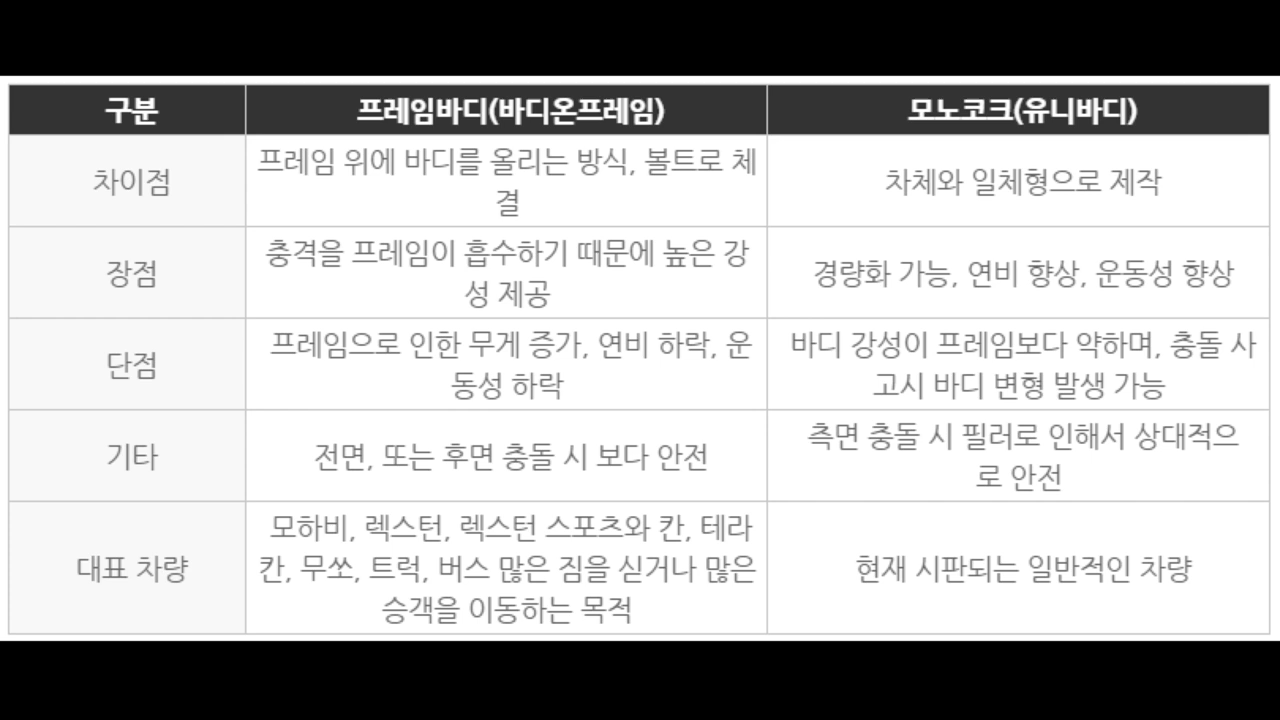 구분
프레임바디(바디온프레임)
모노코크(유니바디)
차이점
프레임 위에 바디를 올리는 방식, 볼트로 체
결
차체와 일체형으로 제작
장점
충격을 프레임이 흡수하기 때문에 높은 강
성 제공
경량화 가능, 연비 향상, 운동성 향상
단점
프레임으로 인한 무게 증가, 연비 하락, 운
동성 하락
바디 강성이 프레임보다 약하며, 충돌 사
고시 바디 변형 발생 가능
기타
전면, 또는 후면 충돌 시 보다 안전
측면 충돌 시 필러로 인해서 상대적으
로 안전
대표 차량
모하비, 렉스턴, 렉스턴 스포츠와 칸, 테라
칸, 무쏘, 트럭, 버스 많은 짐을 싣거나 많은
승객을 이동하는 목적
현재 시판되는 일반적인 차량